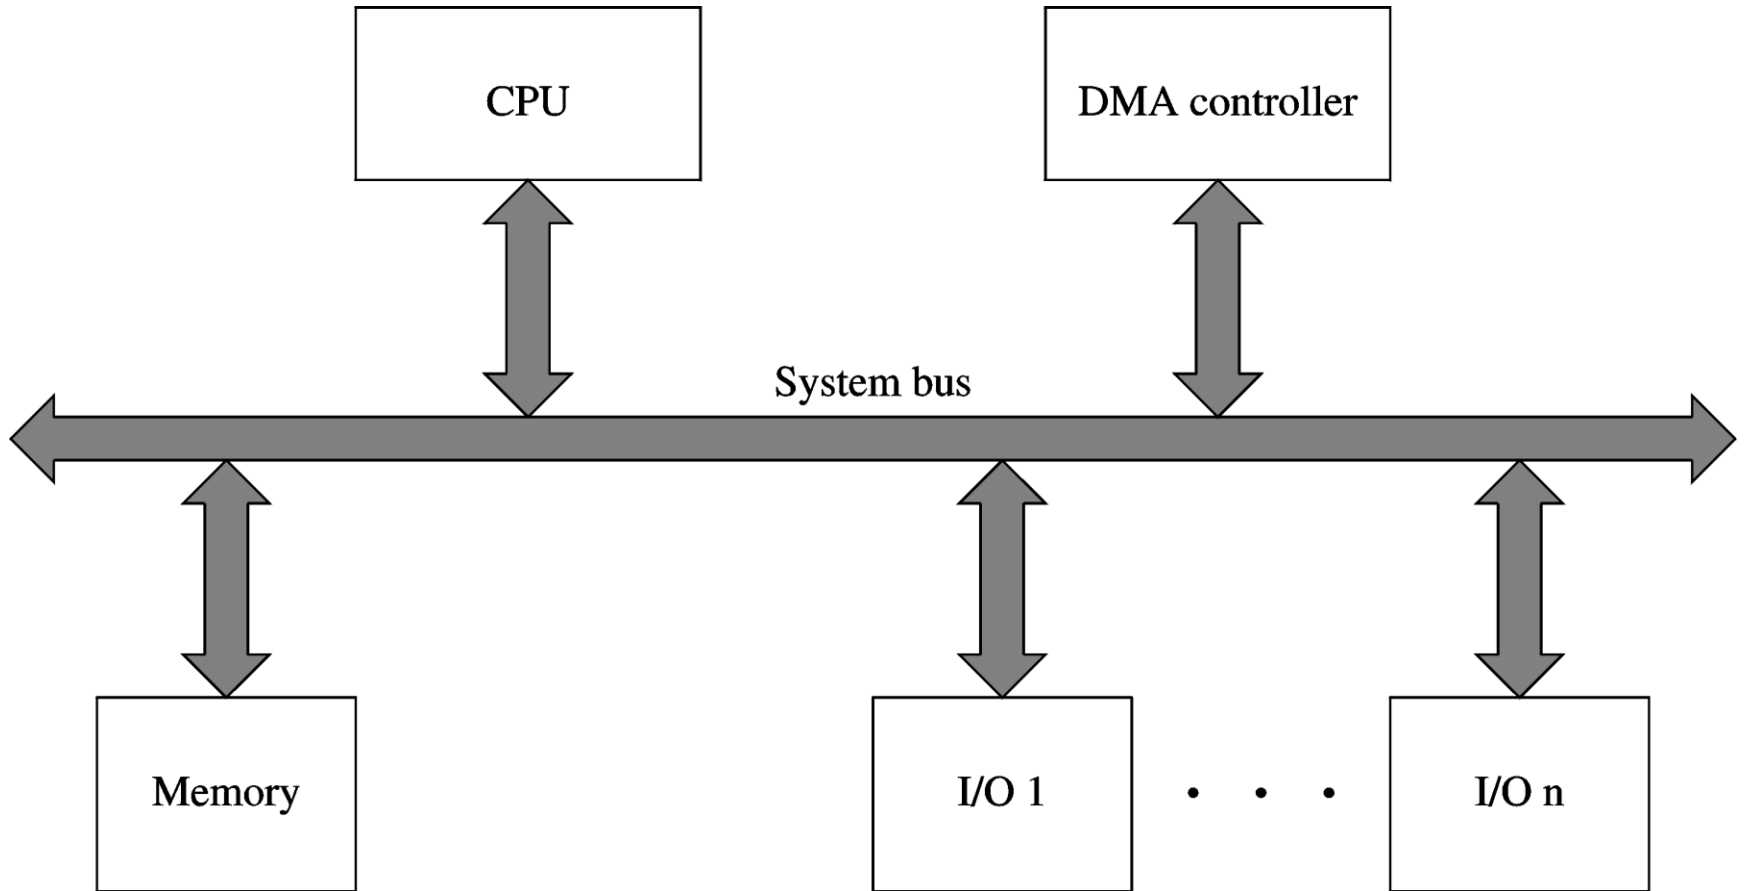 CPU
DMA controller
System bus
Memory
I/O 1
. . .
I/O n